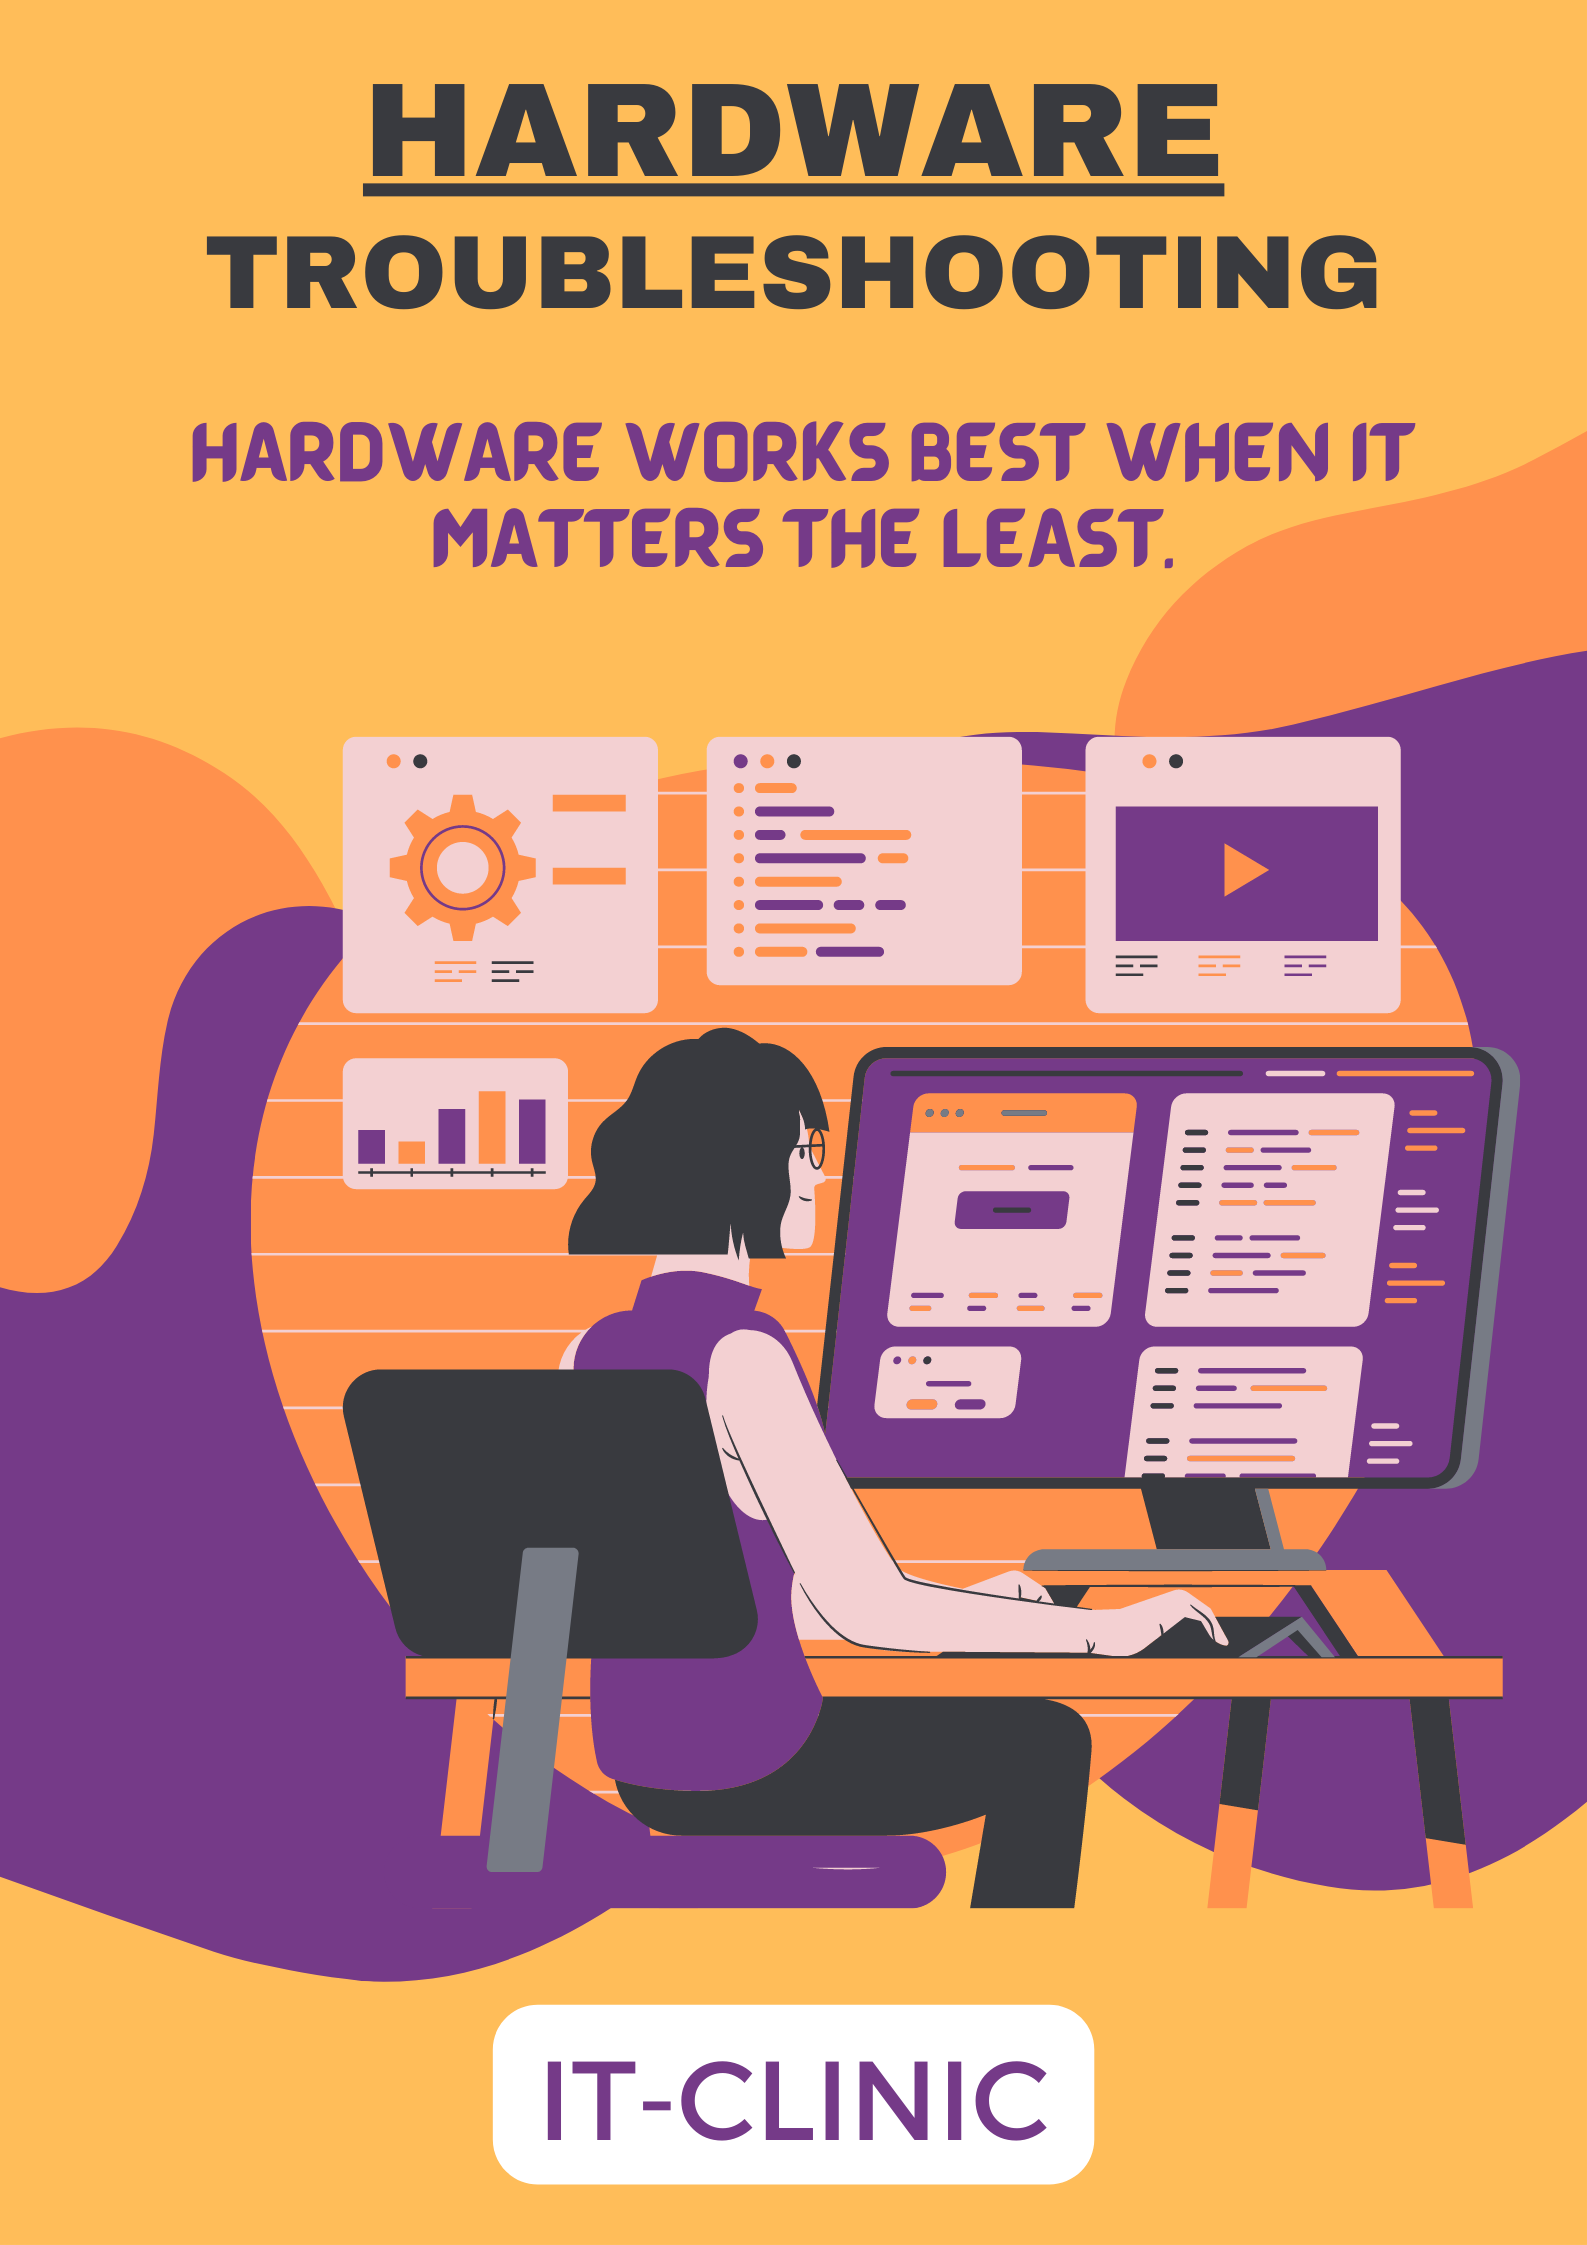 HARDWARE
TROUBLESHOOTING
HARDWARE WORKS BEST WHEN IT
MATTERS THE LEAST.
IT-CLINIC